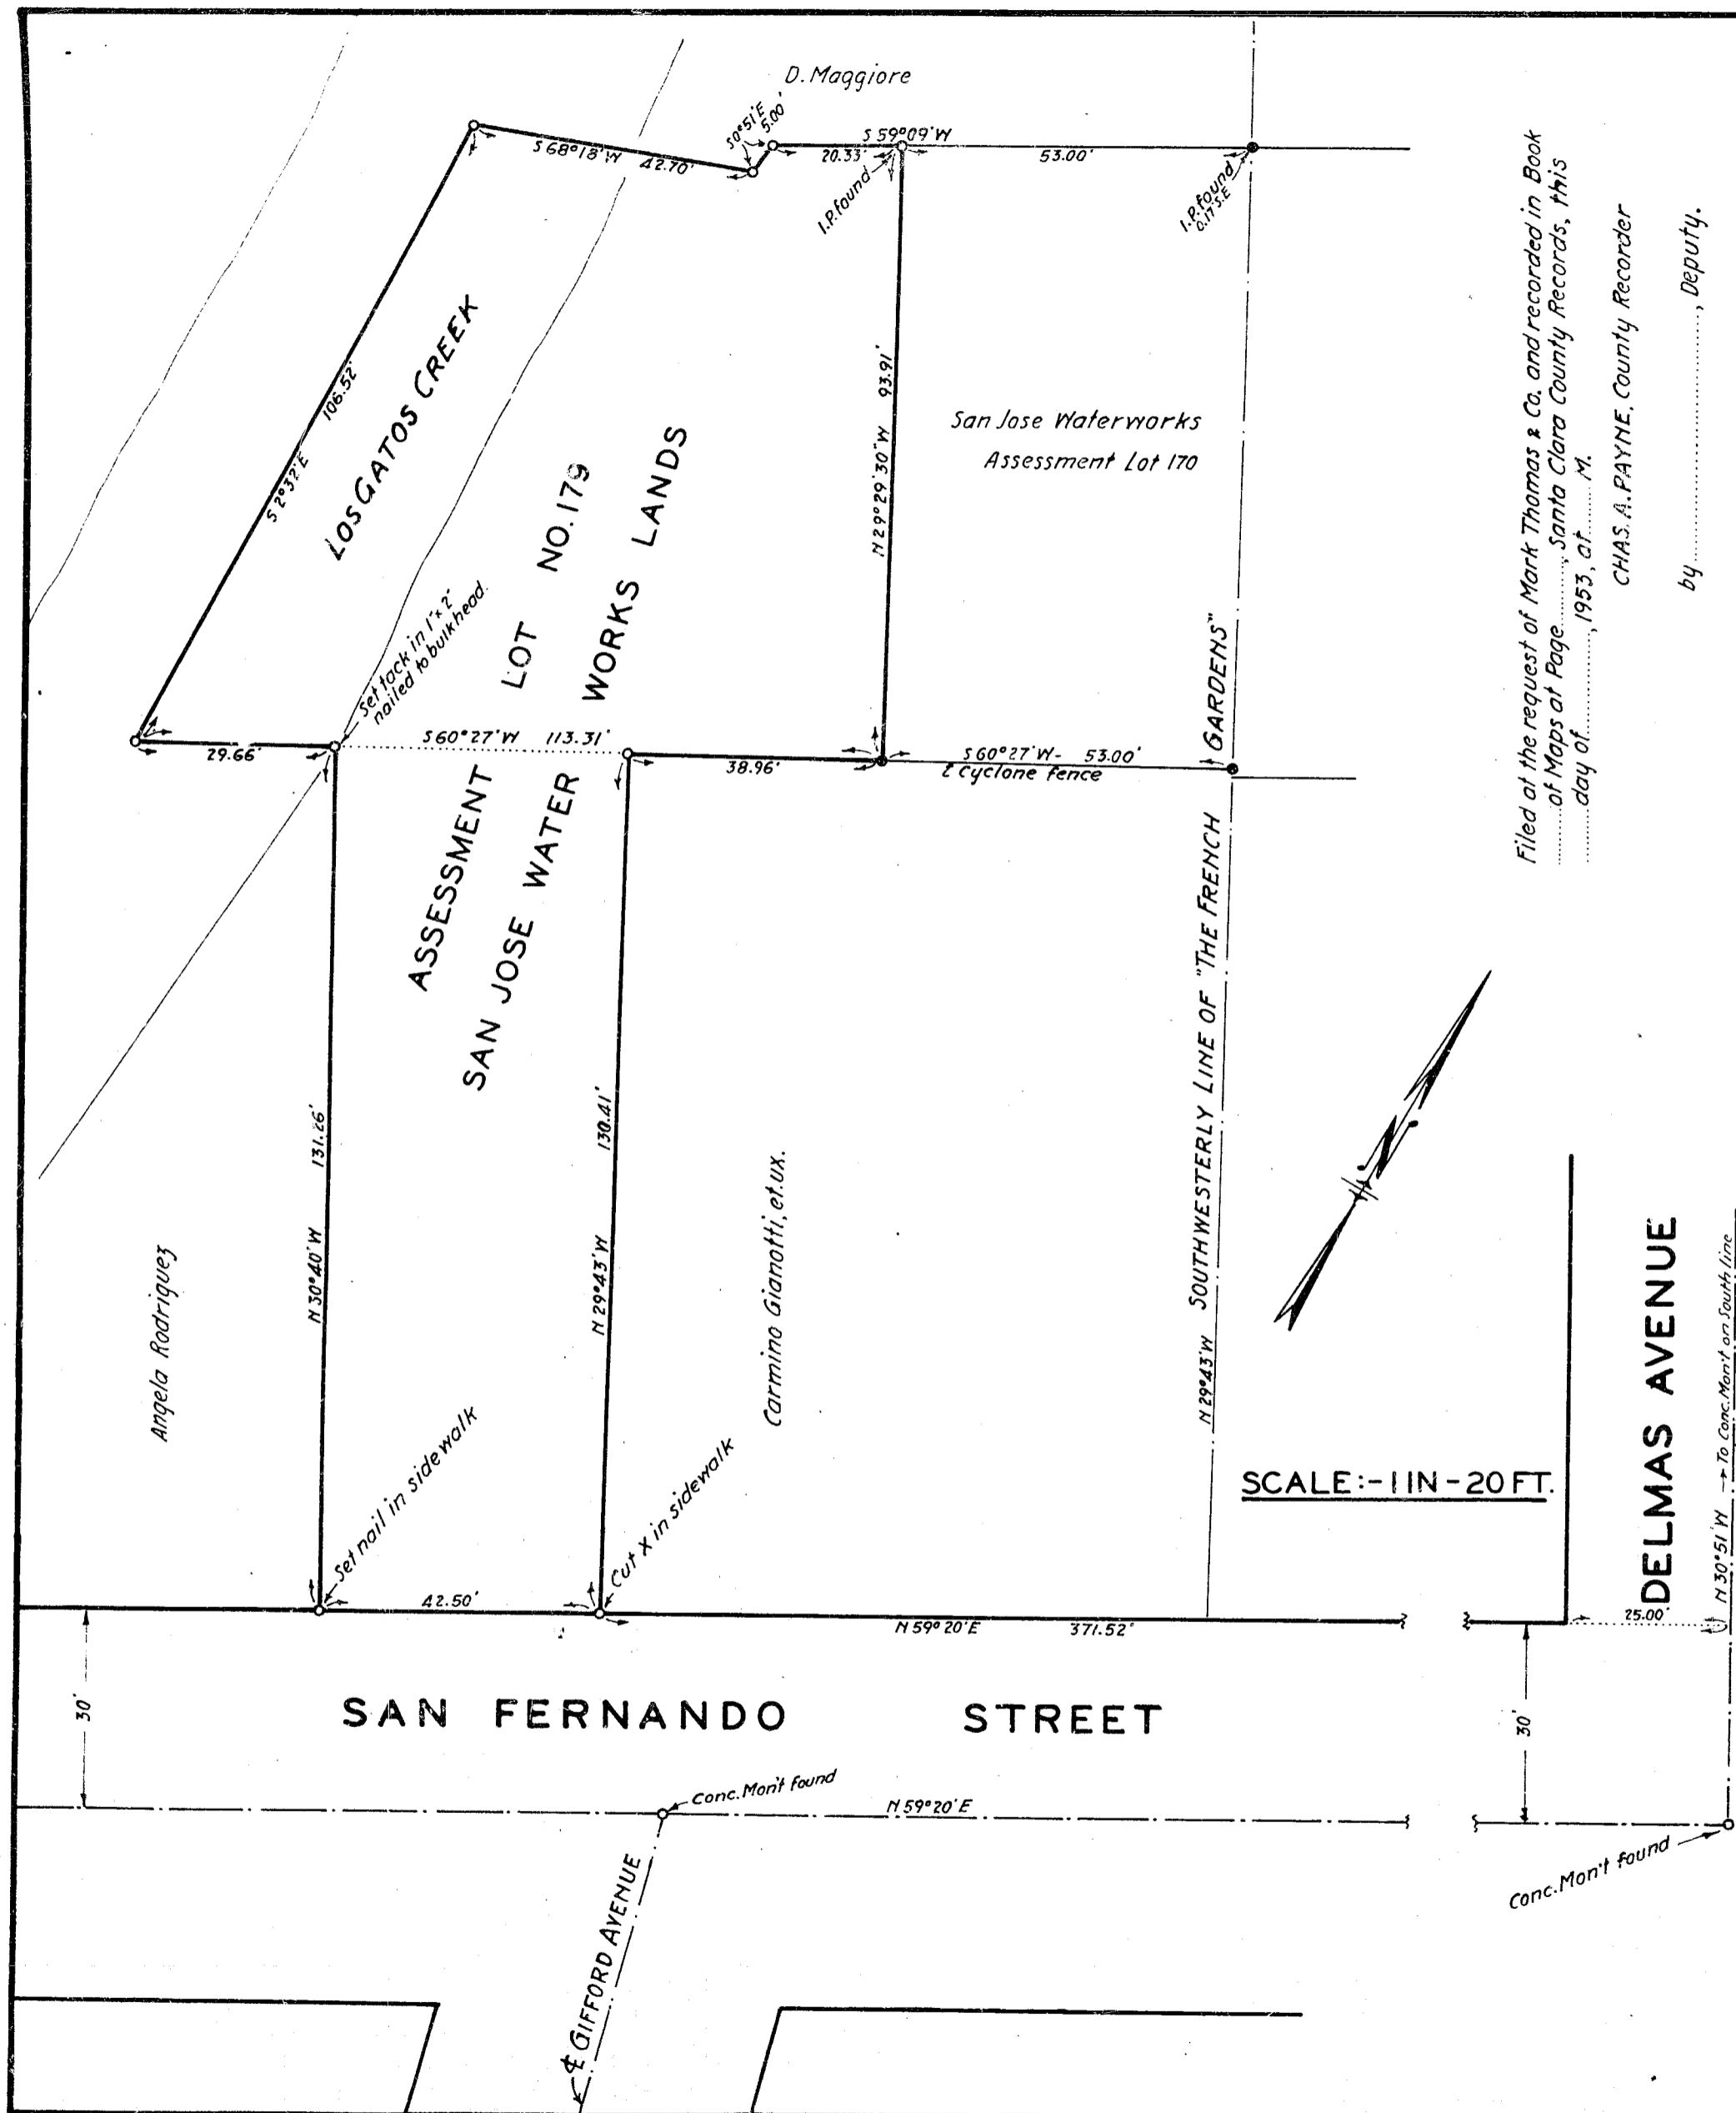 D. Maggiore
S 0°51' E
5.00'
S 59°09' W
20.33'
53.00'
S 68°18' W 42.70'
I.P. found
I.P. found
0.17 S.E
S 2°32' E 106.52'
LOS GATOS CREEK
N 29°29'30" W 93.91'
San Jose Waterworks
Assessment Lot 170
Set tack in 1"x 2"
nailed to bulkhead.
29.66'
S 60°27' W 113.31'
38.96'
S 60°27' W- 53.00'
Cyclone fence
ASSESSMENT LOT NO. 179
SAN JOSE WATER WORKS LANDS
N 30°40' W 131.26'
N 29°43' W 130.41'
Angela Rodriguez
Carmino Gianotti, et.ux.
N 29°43' W SOUTHWESTERLY LINE OF "THE FRENCH GARDENS"
Filed at the request of Mark Thomas & Co. and recorded in Book
........of Maps at Page........, Santa Clara County Records, this
........day of........, 1953, at........M.
CHAS. A. PAYNE, County Recorder
by........................, Deputy.
SCALE:- 1 IN - 20 FT.
Set nail in sidewalk
Cut X in sidewalk
42.50'
N 59°20' E 371.52'
DELMAS AVENUE
25.00'
N 30°51' W → To Conc. Mon't on South line
30'
SAN FERNANDO STREET
30'
Conc. Mon't found
N 59°20' E
Conc. Mon't found
℄ GIFFORD AVENUE